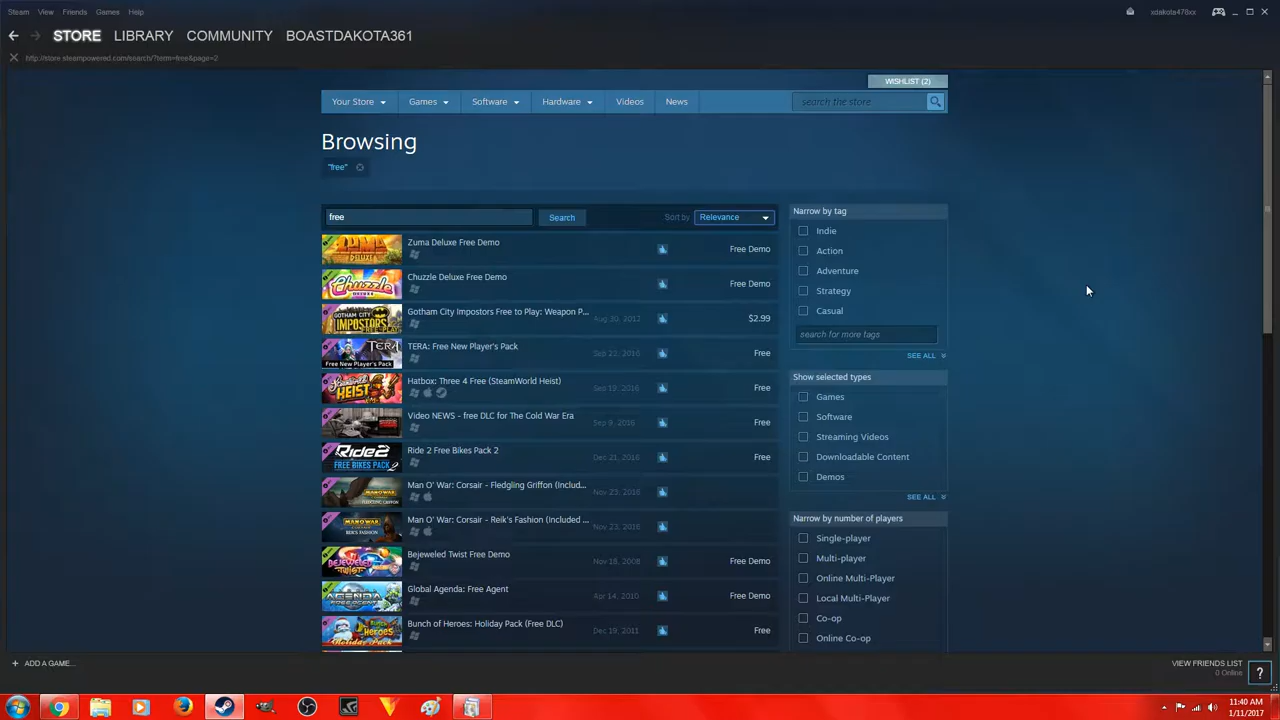 Steam View Friends Games Help xdakota478xx
STORE LIBRARY COMMUNITY BOASTDAKOTA361
http://store.steampowered.com/search/?term=free&page=2
WISHLIST (2)
Your Store Games Software Hardware Videos News search the store
Browsing
"free"
free Search Sort by Relevance
Zuma Deluxe Free Demo Free Demo
Chuzzle Deluxe Free Demo Free Demo
Gotham City Impostors Free to Play: Weapon P... Aug 30, 2012 $2.99
TERA: Free New Player's Pack Sep 22, 2016 Free
Hatbox: Three 4 Free (SteamWorld Heist) Sep 19, 2016 Free
Video NEWS - free DLC for The Cold War Era Sep 9, 2016 Free
Ride 2 Free Bikes Pack 2 Dec 21, 2016 Free
Man O' War: Corsair - Fledgling Griffon (Includ... Nov 23, 2016
Man O' War: Corsair - Reik's Fashion (Included ... Nov 23, 2016
Bejeweled Twist Free Demo Nov 18, 2008 Free Demo
Global Agenda: Free Agent Apr 14, 2010 Free Demo
Bunch of Heroes: Holiday Pack (Free DLC) Dec 19, 2011 Free
Narrow by tag
Indie
Action
Adventure
Strategy
Casual
search for more tags
SEE ALL
Show selected types
Games
Software
Streaming Videos
Downloadable Content
Demos
SEE ALL
Narrow by number of players
Single-player
Multi-player
Online Multi-Player
Local Multi-Player
Co-op
Online Co-op
+ ADD A GAME...
VIEW FRIENDS LIST
0 Online
?
11:40 AM
1/11/2017